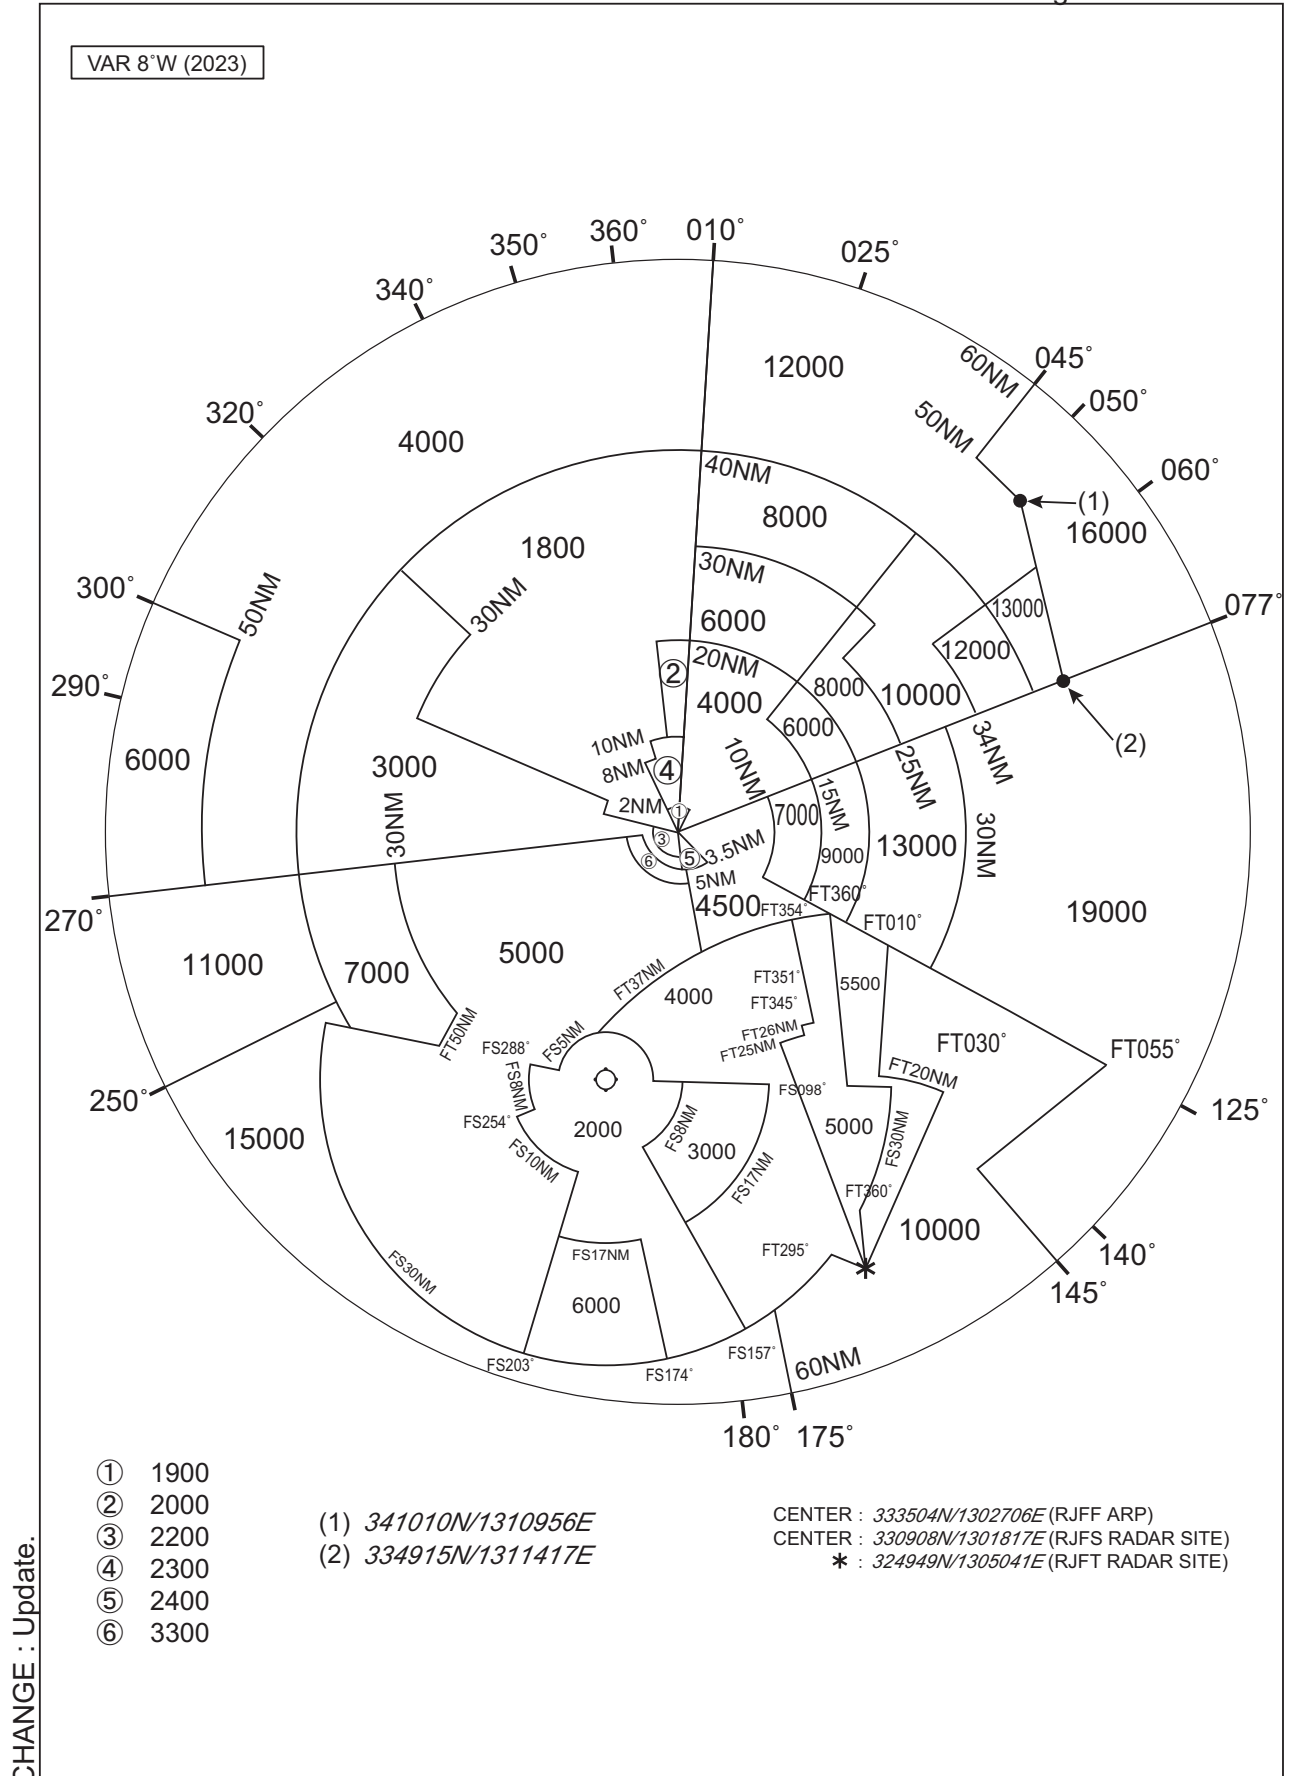 VAR 8°W (2023)
360°
010°
350°
025°
340°
045°
60NM
12000
050°
320°
50NM
4000
060°
40NM
(1)
8000
16000
1800
30NM
300°
50NM
30NM
077°
13000
6000
12000
20NM
②
290°
8000
10000
4000
6000
34NM
(2)
10NM
6000
3000
④
10NM
25NM
8NM
15NM
2NM
①
7000
30NM
13000
30NM
③
3.5NM
9000
⑤
⑥
5NM
FT360°
4500
FT354°
19000
270°
FT010°
5000
11000
7000
FT37NM
FT351°
5500
4000
FT345°
FT50NM
FT26NM
FT030°
FS5NM
FT25NM
FS288°
FT055°
FT20NM
FS8NM
FS098°
250°
125°
FS254°
2000
FS8NM
5000
FS30NM
15000
3000
FS10NM
FS17NM
FT360°
10000
FT295°
140°
FS17NM
FS30NM
145°
6000
FS157°
60NM
FS203°
FS174°
180°
175°
① 1900
② 2000
③ 2200
④ 2300
⑤ 2400
⑥ 3300
(1) 341010N/1310956E
(2) 334915N/1311417E
CENTER : 333504N/1302706E (RJFF ARP)
CENTER : 330908N/1301817E (RJFS RADAR SITE)
* : 324949N/1305041E (RJFT RADAR SITE)
CHANGE : Update.